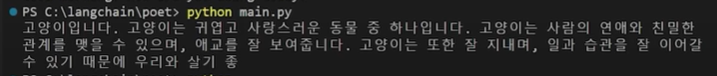 PS C:\langchain\poet> python main.py
고양이입니다. 고양이는 귀엽고 사랑스러운 동물 중 하나입니다. 고양이는 사람의 연애와 친밀한
관계를 맺을 수 있으며, 애교를 잘 보여줍니다. 고양이는 또한 잘 지내며, 일과 습관을 잘 이어갈
수 있기 때문에 우리와 살기 좋